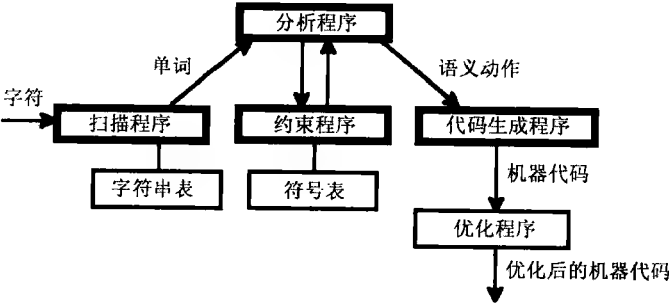 分析程序
单词
语义动作
字符
扫描程序
约束程序
代码生成程序
机器代码
字符串表
符号表
优化程序
优化后的机器代码